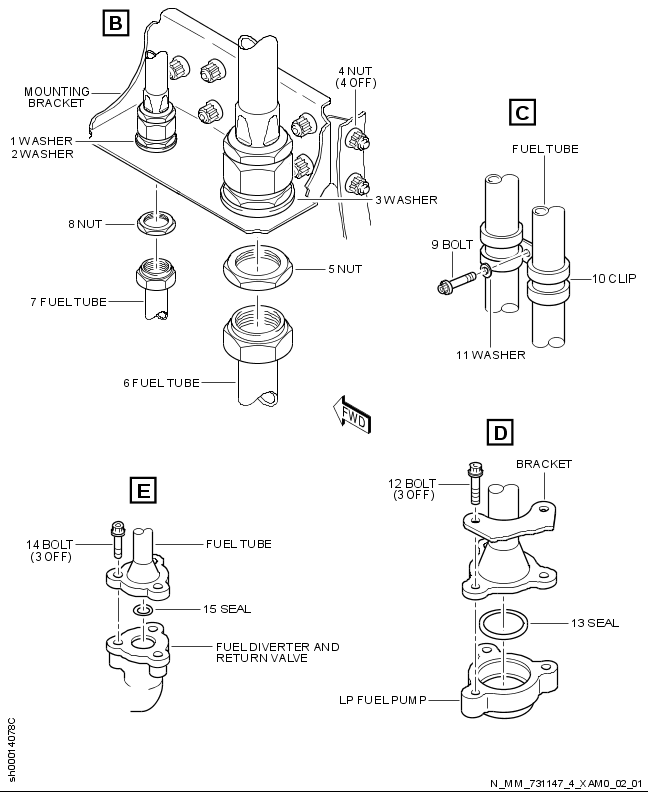 B
MOUNTING
BRACKET
1 WASHER
2 WASHER
4 NUT
(4 OFF)
3 WASHER
8 NUT
5 NUT
7 FUEL TUBE
6 FUEL TUBE
C
FUEL TUBE
9 BOLT
10 CLIP
11 WASHER
FWD
D
BRACKET
12 BOLT
(3 OFF)
13 SEAL
LP FUEL PUMP
E
14 BOLT
(3 OFF)
FUEL TUBE
15 SEAL
FUEL DIVERTER AND
RETURN VALVE
sh00014078C
N_MM_731147_4_XAM0_02_01